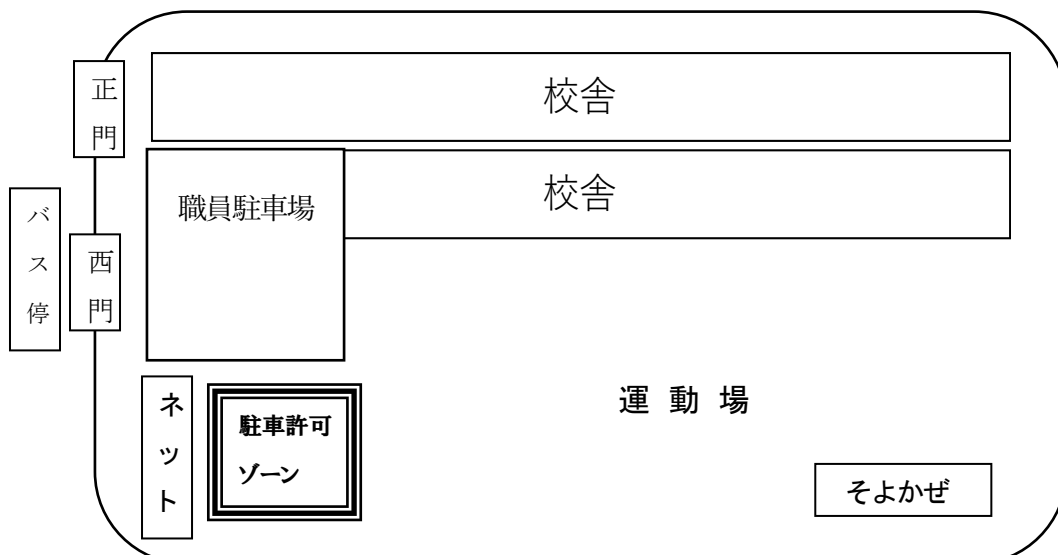 校舎
正門
校舎
職員駐車場
バス停
西門
ネット
駐車許可
ゾーン
運 動 場
そよかぜ